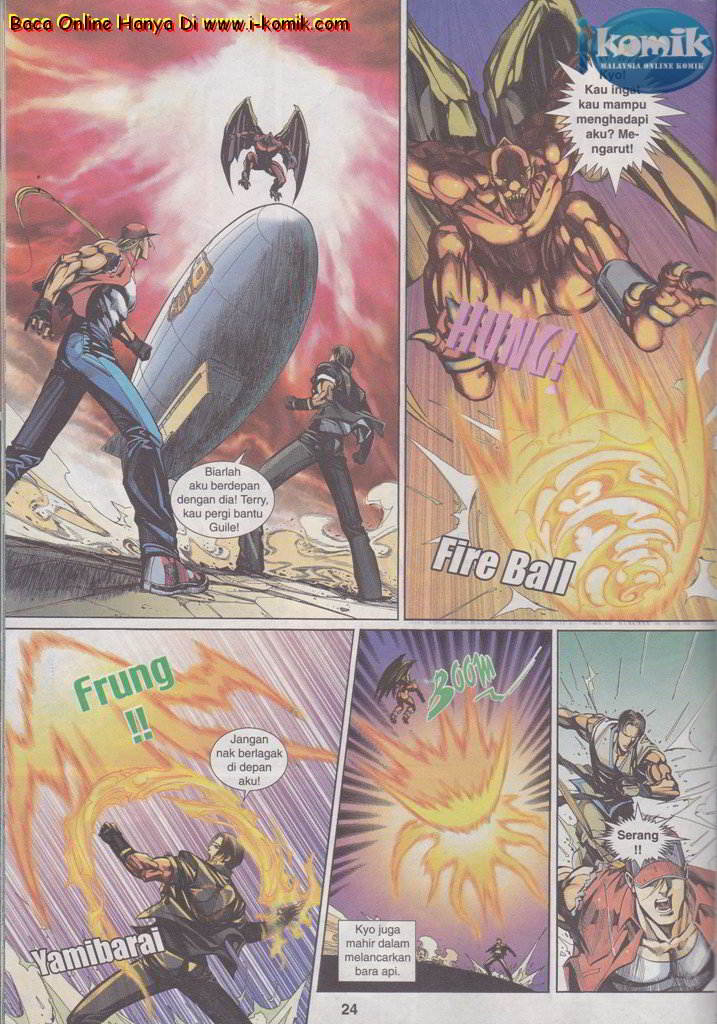 Baca Online Hanya Di www.i-komik.com
i komik
MALAYSIA ONLINE KOMIK
Kyo!
Kau ingat
kau mampu
menghadapi
aku? Me-
ngarut!
HUNG!
Biarlah
aku berdepan
dengan dia! Terry,
kau pergi bantu
Guile!
Fire Ball
Frung
!!
Jangan
nak berlagak
di depan
aku!
Yamibarai
BOOM
Kyo juga
mahir dalam
melancarkan
bara api.
Serang
!!
24